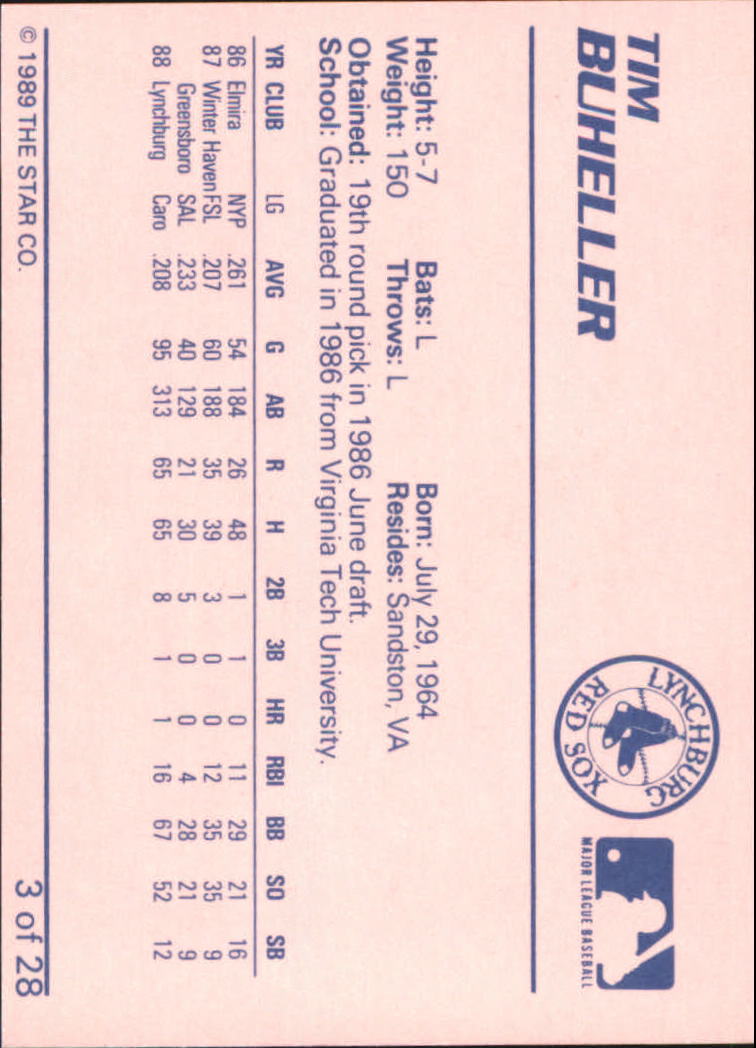 TIM
BUHELLER
LYNCHBURG
RED SOX
MAJOR LEAGUE BASEBALL
Height: 5-7 Bats: L Born: July 29, 1964
Weight: 150 Throws: L Resides: Sandston, VA
Obtained: 19th round pick in 1986 June draft.
School: Graduated in 1986 from Virginia Tech University.
YR CLUB LG AVG G AB R H 2B 3B HR RBI BB SO SB
86 Elmira NYP .261 54 184 26 48 1 1 0 11 29 21 16
87 Winter Haven FSL .207 60 188 35 39 3 0 0 12 35 35 9
Greensboro SAL .233 40 129 21 30 5 0 0 4 28 21 9
88 Lynchburg Caro .208 95 313 65 65 8 1 1 16 67 52 12
© 1989 THE STAR CO. 3 of 28